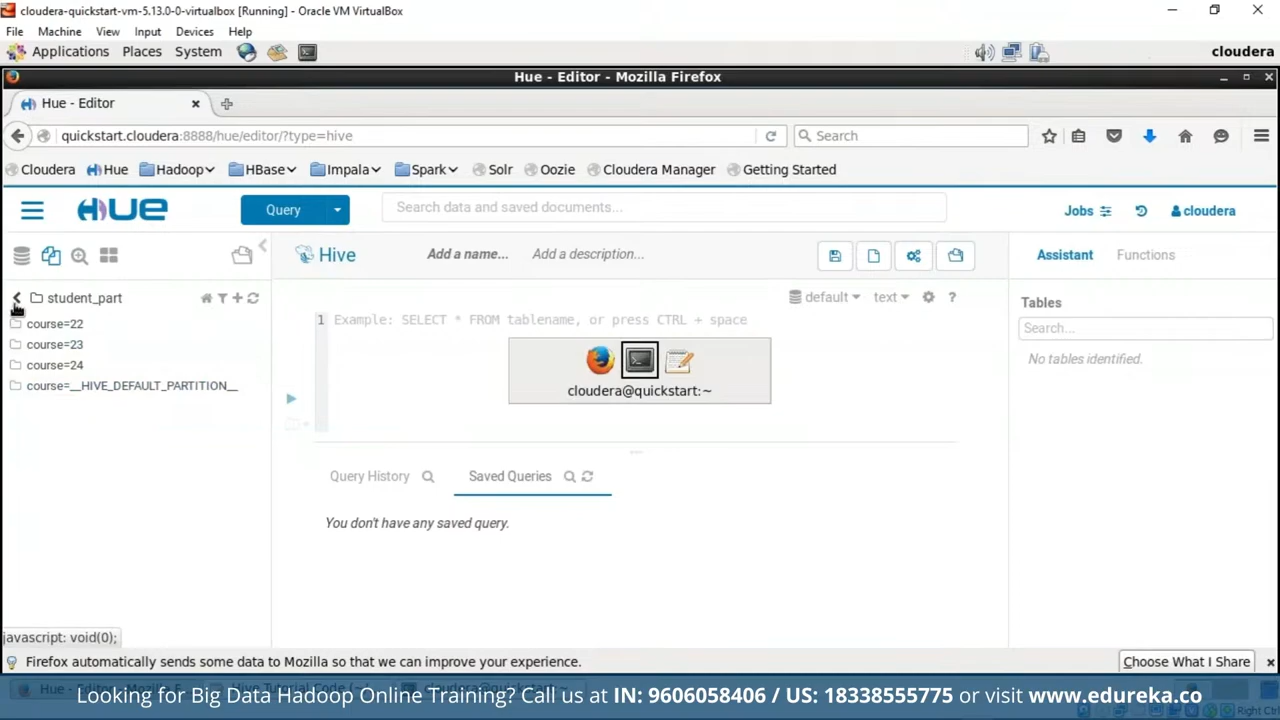 cloudera-quickstart-vm-5.13.0-0-virtualbox [Running] - Oracle VM VirtualBox
File Machine View Input Devices Help
Applications Places System cloudera
Hue - Editor - Mozilla Firefox
Hue - Editor
quickstart.cloudera:8888/hue/editor/?type=hive Search
Cloudera Hue Hadoop HBase Impala Spark Solr Oozie Cloudera Manager Getting Started
HUE Query Search data and saved documents... Jobs cloudera
Hive Add a name... Add a description... Assistant Functions
student_part default text ?
course=22
course=23
course=24
course=__HIVE_DEFAULT_PARTITION__
1 Example: SELECT * FROM tablename, or press CTRL + space
cloudera@quickstart:~
Tables
Search...
No tables identified.
Query History Saved Queries
You don't have any saved query.
javascript: void(0);
Firefox automatically sends some data to Mozilla so that we can improve your experience. Choose What I Share
Looking for Big Data Hadoop Online Training? Call us at IN: 9606058406 / US: 18338555775 or visit www.edureka.co
Right Ctrl